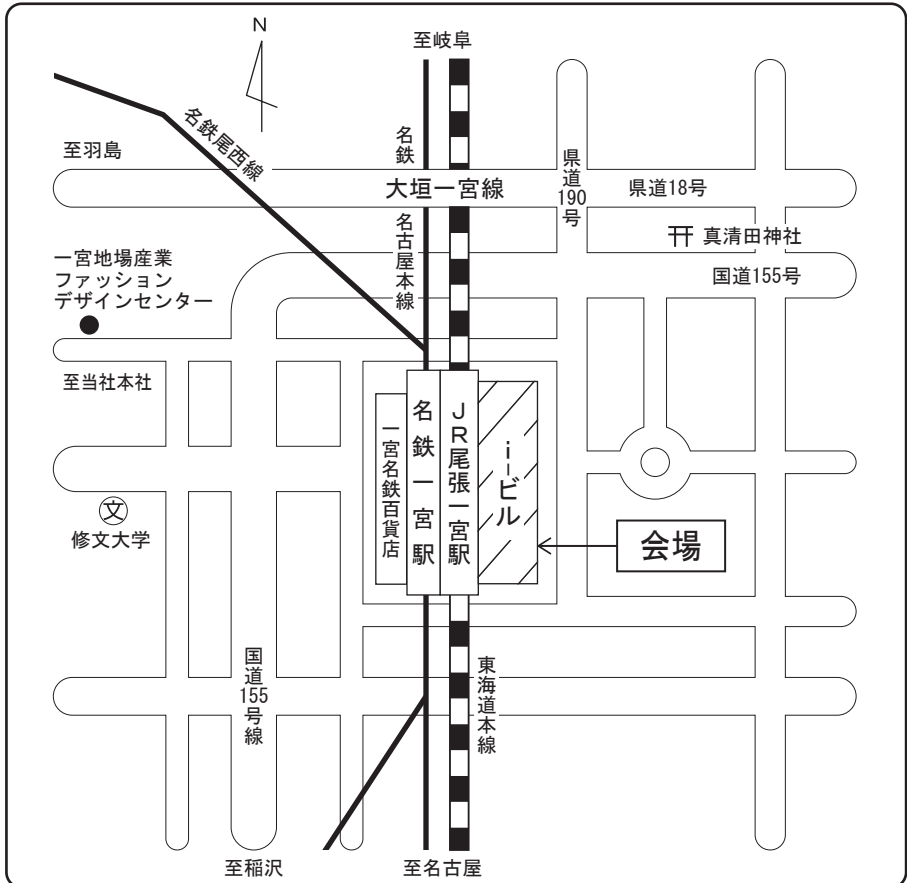 N
至岐阜
名鉄尾西線
至羽島
名鉄
名古屋本線
大垣一宮線
県道190号
県道18号
真清田神社
国道155号
一宮地場産業
ファッション
デザインセンター
至当社本社
一宮名鉄百貨店
名鉄一宮駅
JR尾張一宮駅
i-ビル
会場
文
修文大学
国道155号線
東海道本線
至稲沢
至名古屋